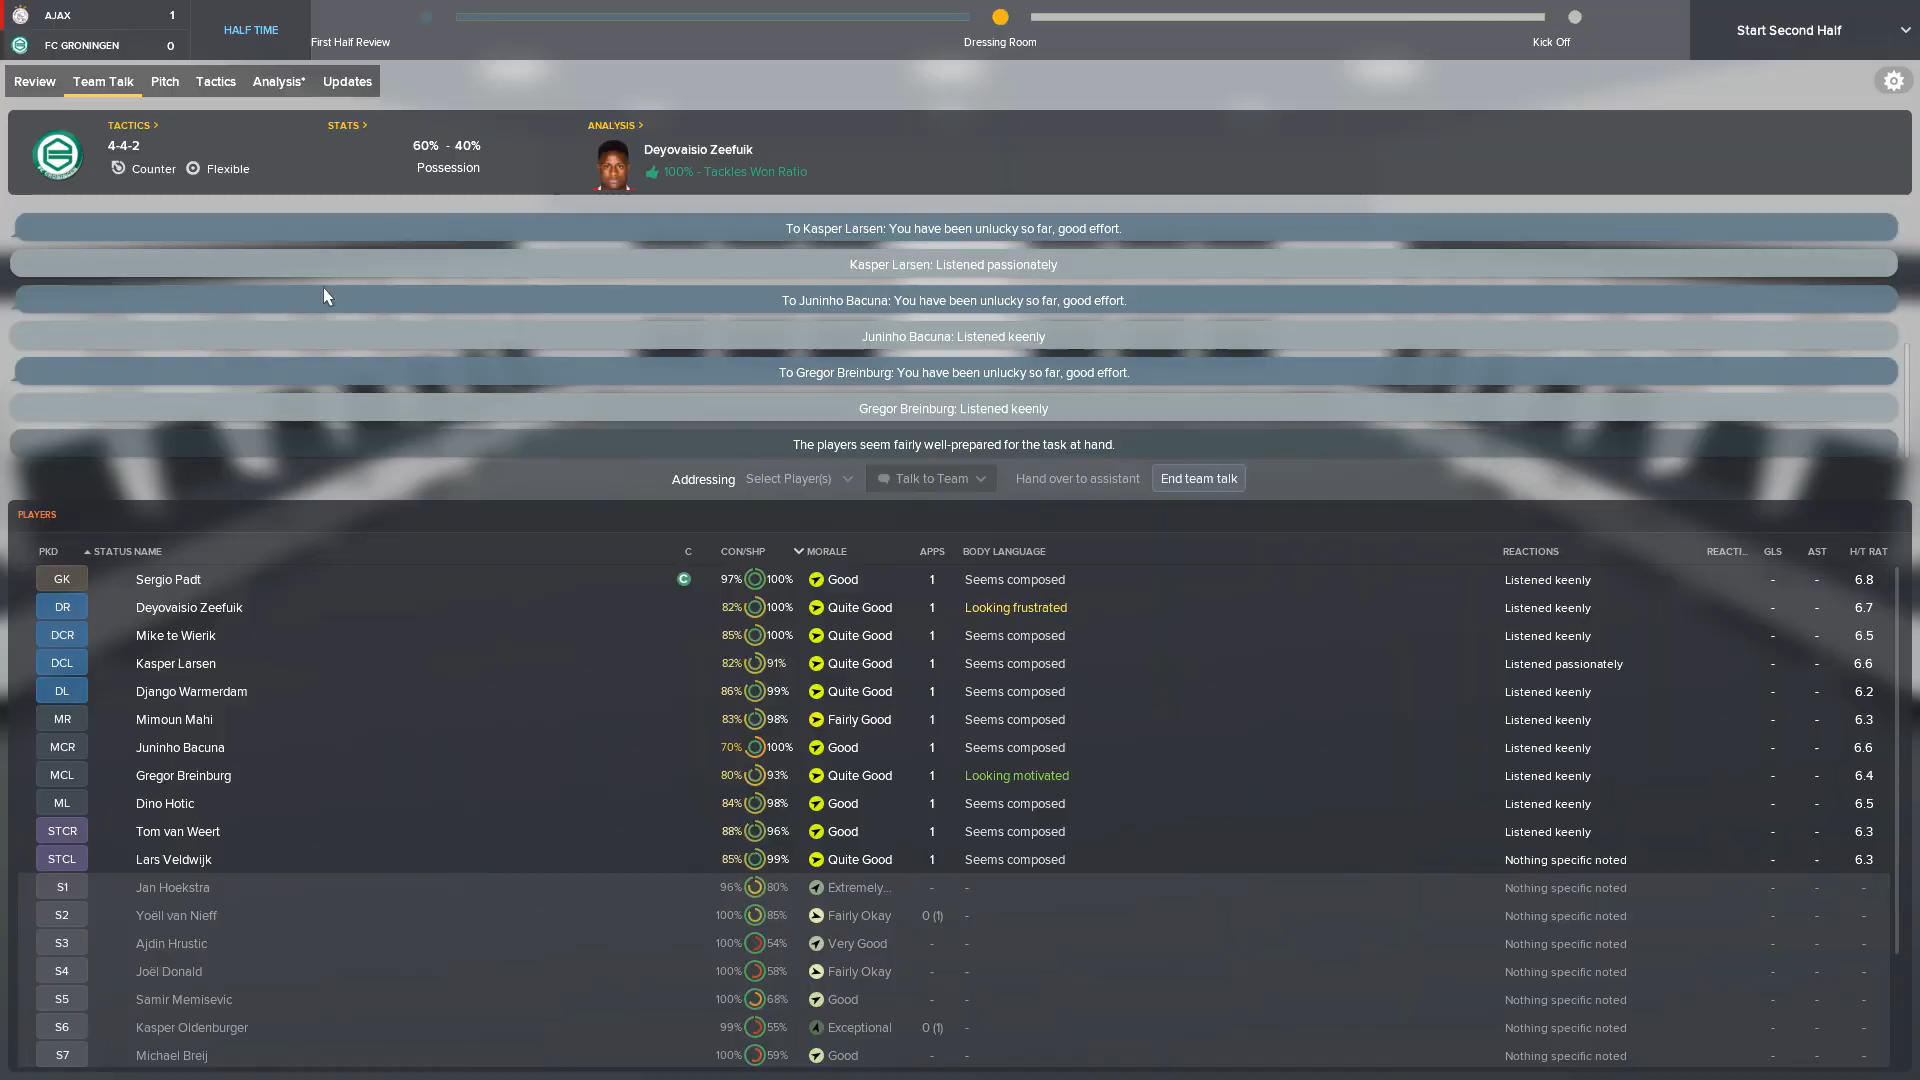 AJAX 1
FC GRONINGEN 0
HALF TIME
First Half Review
Dressing Room
Kick Off
Start Second Half
Review Team Talk Pitch Tactics Analysis* Updates
TACTICS >
4-4-2
Counter Flexible
STATS >
60% - 40%
Possession
ANALYSIS >
Deyovaisio Zeefuik
100% - Tackles Won Ratio
To Kasper Larsen: You have been unlucky so far, good effort.
Kasper Larsen: Listened passionately
To Juninho Bacuna: You have been unlucky so far, good effort.
Juninho Bacuna: Listened keenly
To Gregor Breinburg: You have been unlucky so far, good effort.
Gregor Breinburg: Listened keenly
The players seem fairly well-prepared for the task at hand.
Addressing Select Player(s) Talk to Team Hand over to assistant End team talk
PLAYERS
PKD STATUS NAME C CON/SHP MORALE APPS BODY LANGUAGE REACTIONS REACTI... GLS AST H/T RAT
GK Sergio Padt C 97% 100% Good 1 Seems composed Listened keenly - - 6.8
DR Deyovaisio Zeefuik 82% 100% Quite Good 1 Looking frustrated Listened keenly - - 6.7
DCR Mike te Wierik 85% 100% Quite Good 1 Seems composed Listened keenly - - 6.5
DCL Kasper Larsen 82% 91% Quite Good 1 Seems composed Listened passionately - - 6.6
DL Django Warmerdam 86% 99% Quite Good 1 Seems composed Listened keenly - - 6.2
MR Mimoun Mahi 83% 98% Fairly Good 1 Seems composed Listened keenly - - 6.3
MCR Juninho Bacuna 70% 100% Good 1 Seems composed Listened keenly - - 6.6
MCL Gregor Breinburg 80% 93% Quite Good 1 Looking motivated Listened keenly - - 6.4
ML Dino Hotic 84% 98% Good 1 Seems composed Listened keenly - - 6.5
STCR Tom van Weert 88% 96% Good 1 Seems composed Listened keenly - - 6.3
STCL Lars Veldwijk 85% 99% Quite Good 1 Seems composed Nothing specific noted - - 6.3
S1 Jan Hoekstra 96% 80% Extremely... - - Nothing specific noted - - -
S2 Yoëll van Nieff 100% 85% Fairly Okay 0 (1) - Nothing specific noted - - -
S3 Ajdin Hrustic 100% 54% Very Good - - Nothing specific noted - - -
S4 Joël Donald 100% 58% Fairly Okay - - Nothing specific noted - - -
S5 Samir Memisevic 100% 68% Good - - Nothing specific noted - - -
S6 Kasper Oldenburger 99% 55% Exceptional 0 (1) - Nothing specific noted - - -
S7 Michael Breij 100% 59% Good - - Nothing specific noted - - -